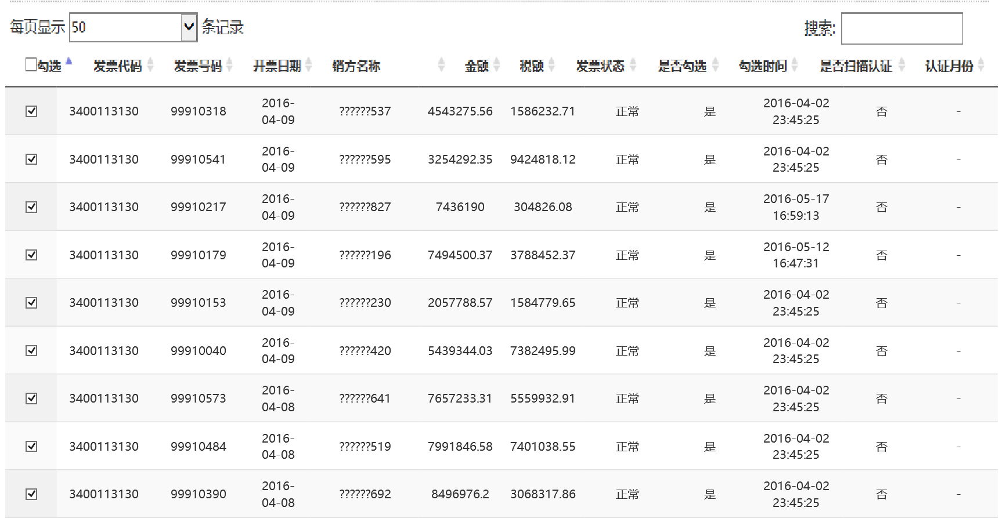 每页显示 50 条记录 搜索:
勾选 发票代码 发票号码 开票日期 销方名称 金额 税额 发票状态 是否勾选 勾选时间 是否扫描认证 认证月份
3400113130 99910318 2016-04-09 ??????537 4543275.56 1586232.71 正常 是 2016-04-02 23:45:25 否 -
3400113130 99910541 2016-04-09 ??????595 3254292.35 9424818.12 正常 是 2016-04-02 23:45:25 否 -
3400113130 99910217 2016-04-09 ??????827 7436190 304826.08 正常 是 2016-05-17 16:59:13 否 -
3400113130 99910179 2016-04-09 ??????196 7494500.37 3788452.37 正常 是 2016-05-12 16:47:31 否 -
3400113130 99910153 2016-04-09 ??????230 2057788.57 1584779.65 正常 是 2016-04-02 23:45:25 否 -
3400113130 99910040 2016-04-09 ??????420 5439344.03 7382495.99 正常 是 2016-04-02 23:45:25 否 -
3400113130 99910573 2016-04-08 ??????641 7657233.31 5559932.91 正常 是 2016-04-02 23:45:25 否 -
3400113130 99910484 2016-04-08 ??????519 7991846.58 7401038.55 正常 是 2016-04-02 23:45:25 否 -
3400113130 99910390 2016-04-08 ??????692 8496976.2 3068317.86 正常 是 2016-04-02 23:45:25 否 -